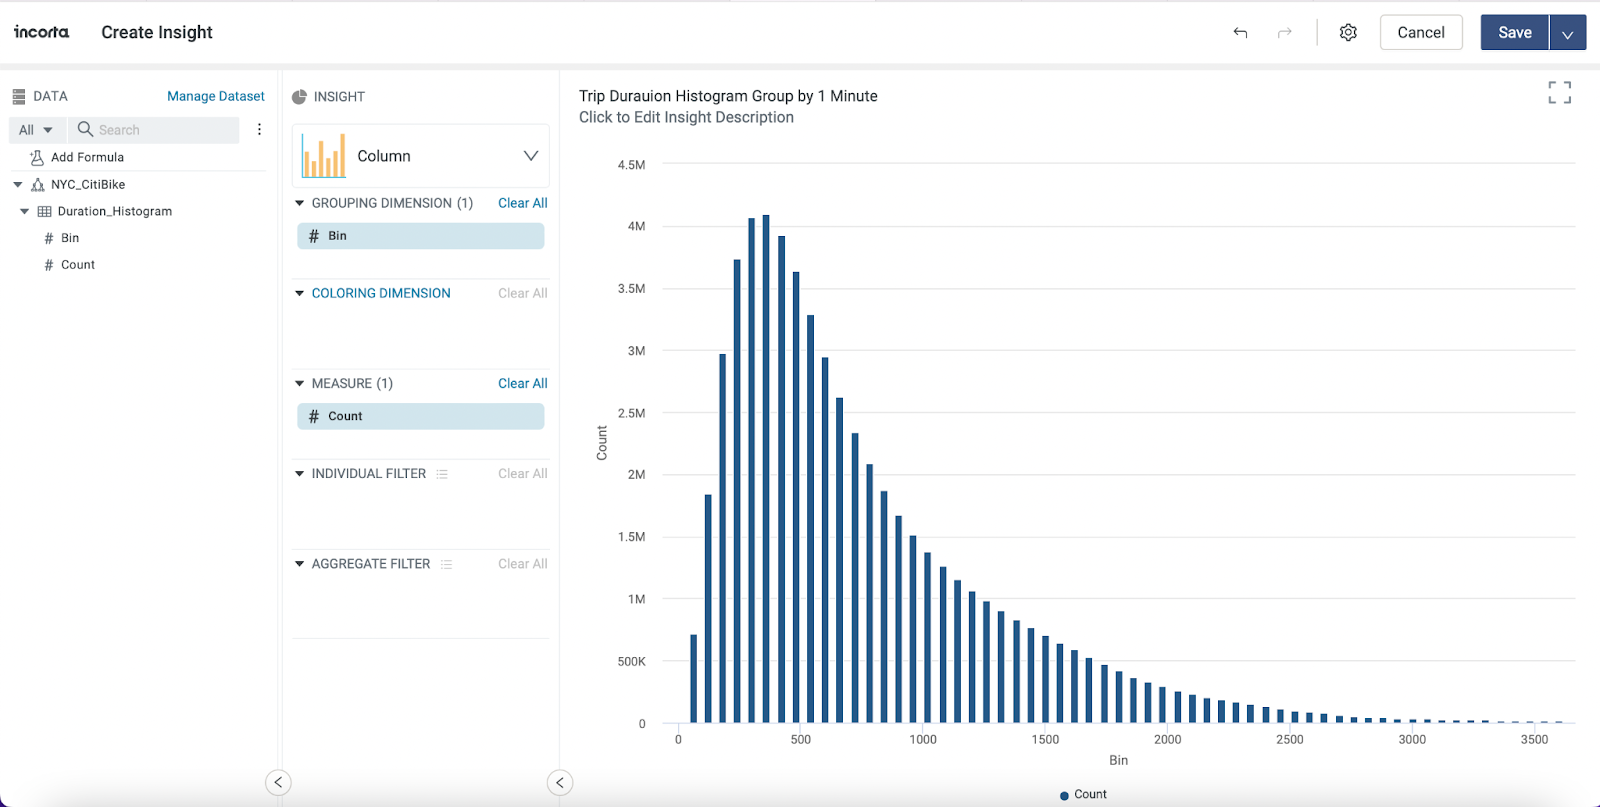 incorta
Create Insight
Cancel
Save
DATA
Manage Dataset
All
Search
Add Formula
NYC_CitiBike
Duration_Histogram
# Bin
# Count
INSIGHT
Column
GROUPING DIMENSION (1)
Clear All
# Bin
COLORING DIMENSION
Clear All
MEASURE (1)
Clear All
# Count
INDIVIDUAL FILTER
Clear All
AGGREGATE FILTER
Clear All
Trip Durauion Histogram Group by 1 Minute
Click to Edit Insight Description
4.5M
4M
3.5M
3M
2.5M
2M
1.5M
1M
500K
0
Count
0 500 1000 1500 2000 2500 3000 3500
Bin
Count